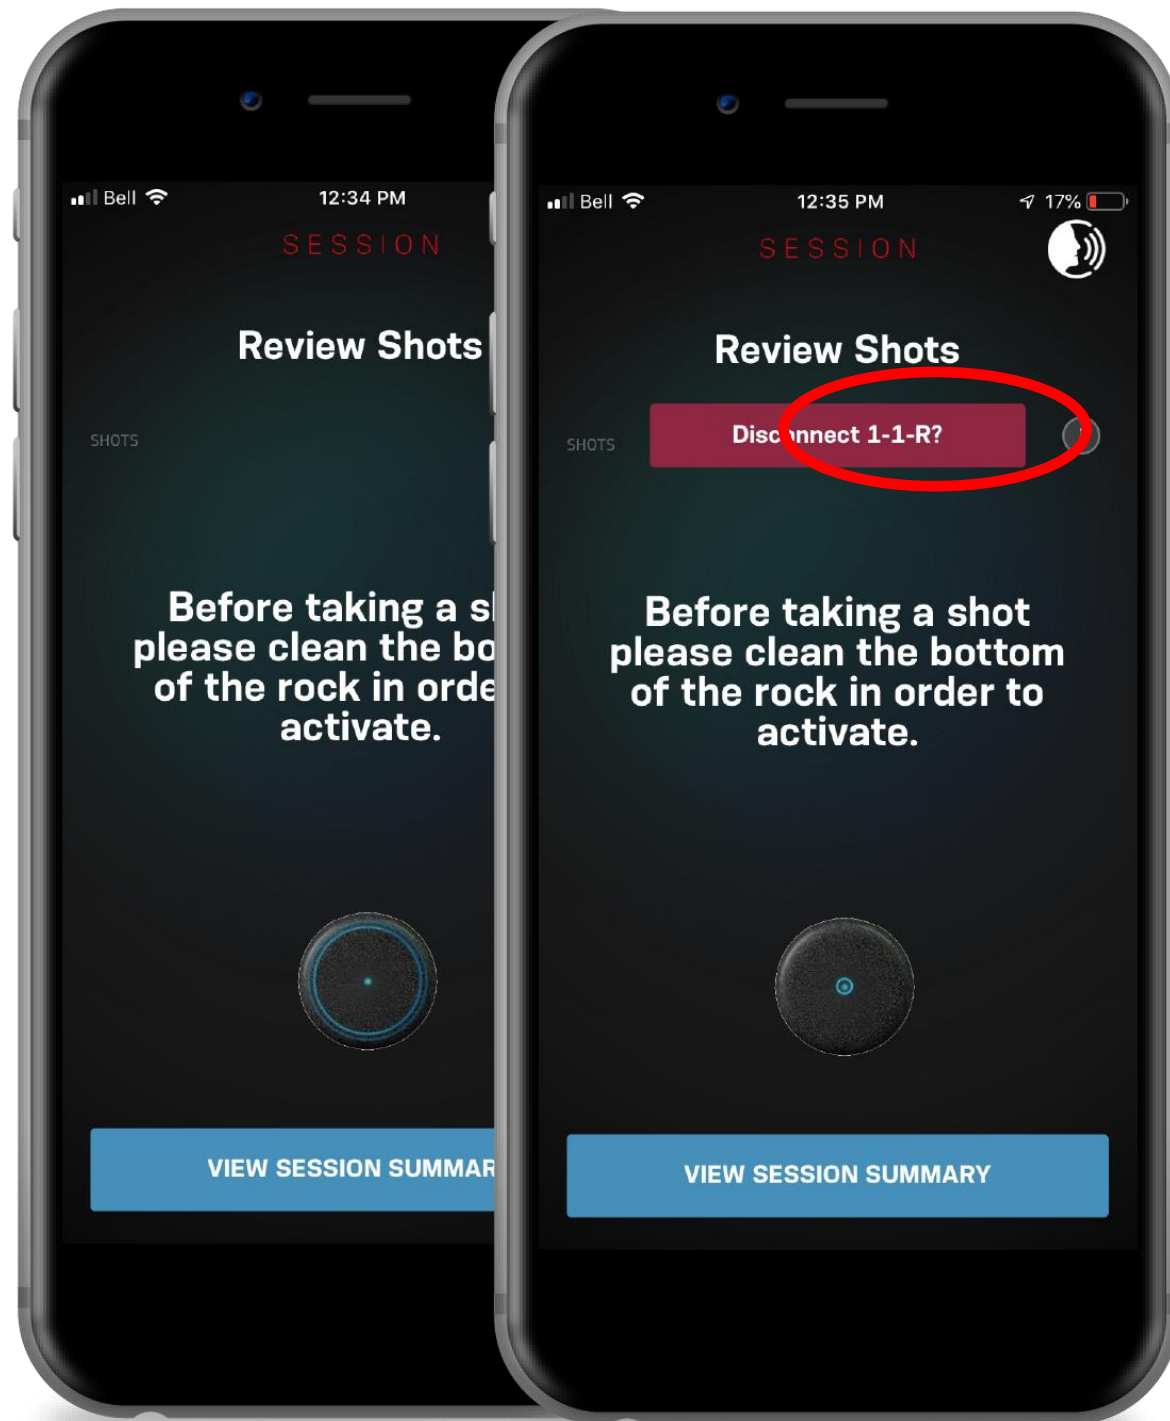 Bell
12:34 PM
SESSION
Review Shots
SHOTS
Before taking a sl
please clean the bo
of the rock in orde
activate.
VIEW SESSION SUMMAR
Bell
12:35 PM
17%
SESSION
Review Shots
SHOTS
Disconnect 1-1-R?
Before taking a shot
please clean the bottom
of the rock in order to
activate.
VIEW SESSION SUMMARY